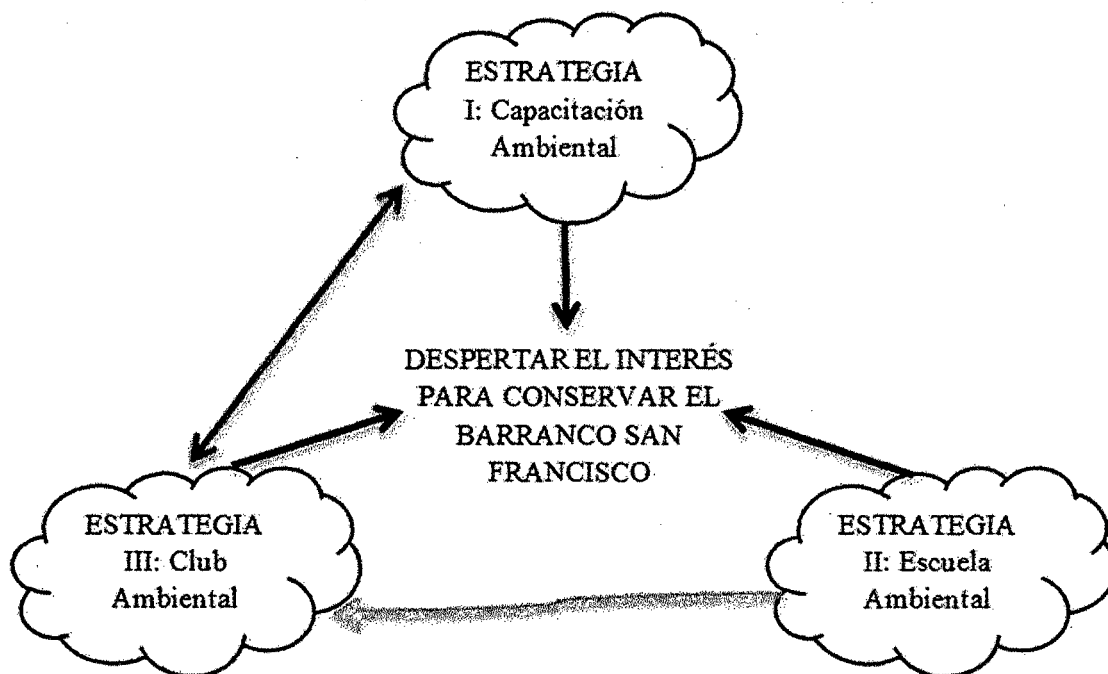 ESTRATEGIA
I: Capacitación
Ambiental
DESPERTAR EL INTERÉS
PARA CONSERVAR EL
BARRANCO SAN
FRANCISCO
ESTRATEGIA
III: Club
Ambiental
ESTRATEGIA
II: Escuela
Ambiental